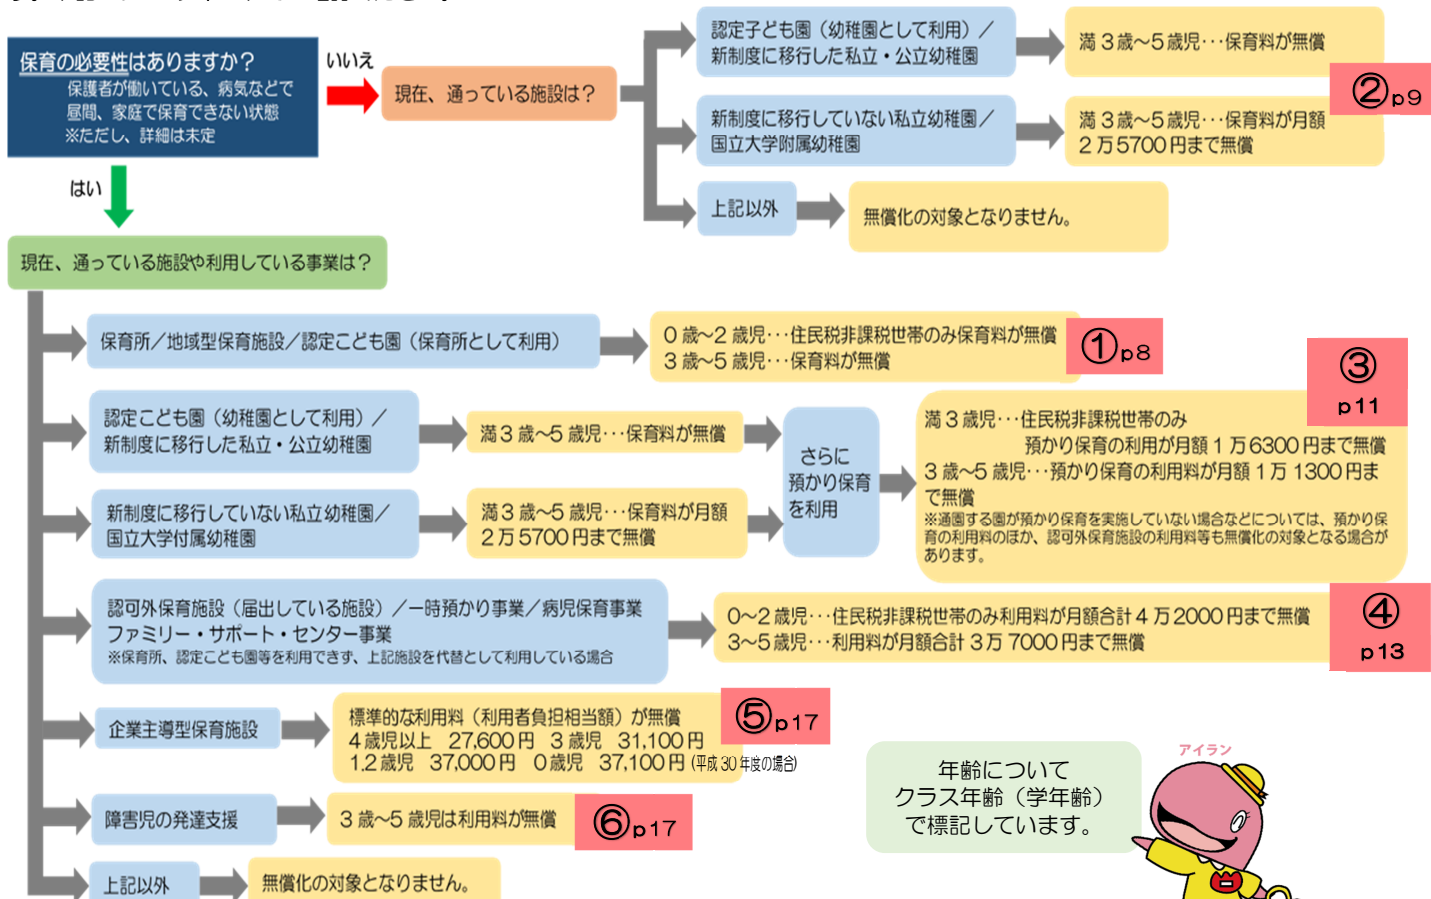 保育の必要性はありますか？
保護者が働いている、病気などで
昼間、家庭で保育できない状態
※ただし、詳細は未定
いいえ
現在、通っている施設は？
認定子ども園（幼稚園として利用）／
新制度に移行した私立・公立幼稚園
満３歳～５歳児･･･保育料が無償
②p9
新制度に移行していない私立幼稚園／
国立大学附属幼稚園
満３歳～５歳児･･･保育料が月額
２万5700円まで無償
上記以外
無償化の対象となりません。
はい
現在、通っている施設や利用している事業は？
保育所／地域型保育施設／認定こども園（保育所として利用）
０歳～２歳児･･･住民税非課税世帯のみ保育料が無償
３歳～５歳児･･･保育料が無償
①p8
認定こども園（幼稚園として利用）／
新制度に移行した私立・公立幼稚園
満３歳～５歳児･･･保育料が無償
新制度に移行していない私立幼稚園／
国立大学付属幼稚園
満３歳～５歳児･･･保育料が月額
２万5700円まで無償
さらに
預かり保育
を利用
③
p11
満３歳児･･･住民税非課税世帯のみ
預かり保育の利用が月額１万6300円まで無償
３歳～５歳児･･･預かり保育の利用料が月額１万1300円ま
で無償
※通園する園が預かり保育を実施していない場合などについては、預かり保
育の利用料のほか、認可外保育施設の利用料等も無償化の対象となる場合が
あります。
認可外保育施設（届出している施設）／一時預かり事業／病児保育事業
ファミリー・サポート・センター事業
※保育所、認定こども園等を利用できず、上記施設を代替として利用している場合
０～２歳児･･･住民税非課税世帯のみ利用料が月額合計４万2000円まで無償
３～５歳児･･･利用料が月額合計３万7000円まで無償
④
p13
企業主導型保育施設
標準的な利用料（利用者負担相当額）が無償
４歳児以上　27,600円　３歳児　31,100円
1,2歳児　37,000円　０歳児　37,100円(平成30年度の場合)
⑤p17
障害児の発達支援
３歳～５歳児は利用料が無償
⑥p17
上記以外
無償化の対象となりません。
年齢について
クラス年齢（学年齢）
で標記しています。
アイラン